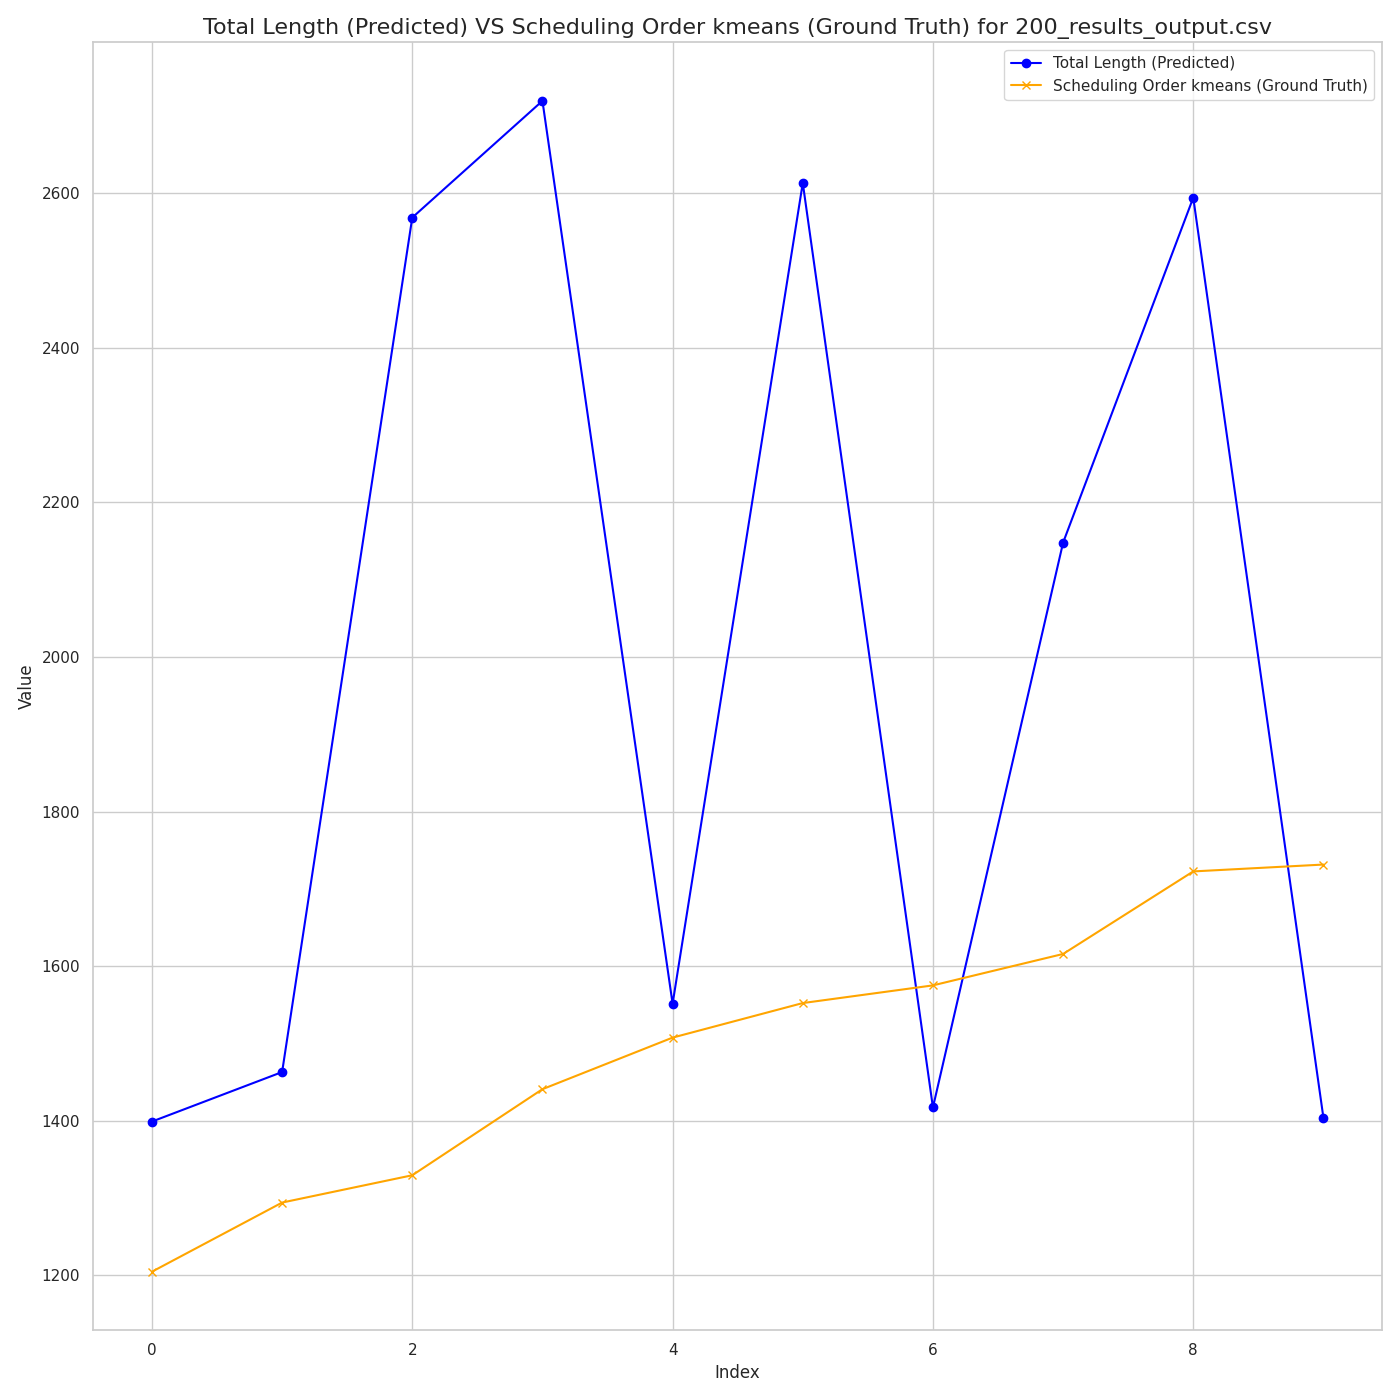 Total Length (Predicted) VS Scheduling Order kmeans (Ground Truth) for 200_results_output.csv
Total Length (Predicted)
Scheduling Order kmeans (Ground Truth)
2600
2400
2200
2000
1800
1600
1400
1200
Value
0 2 4 6 8
Index